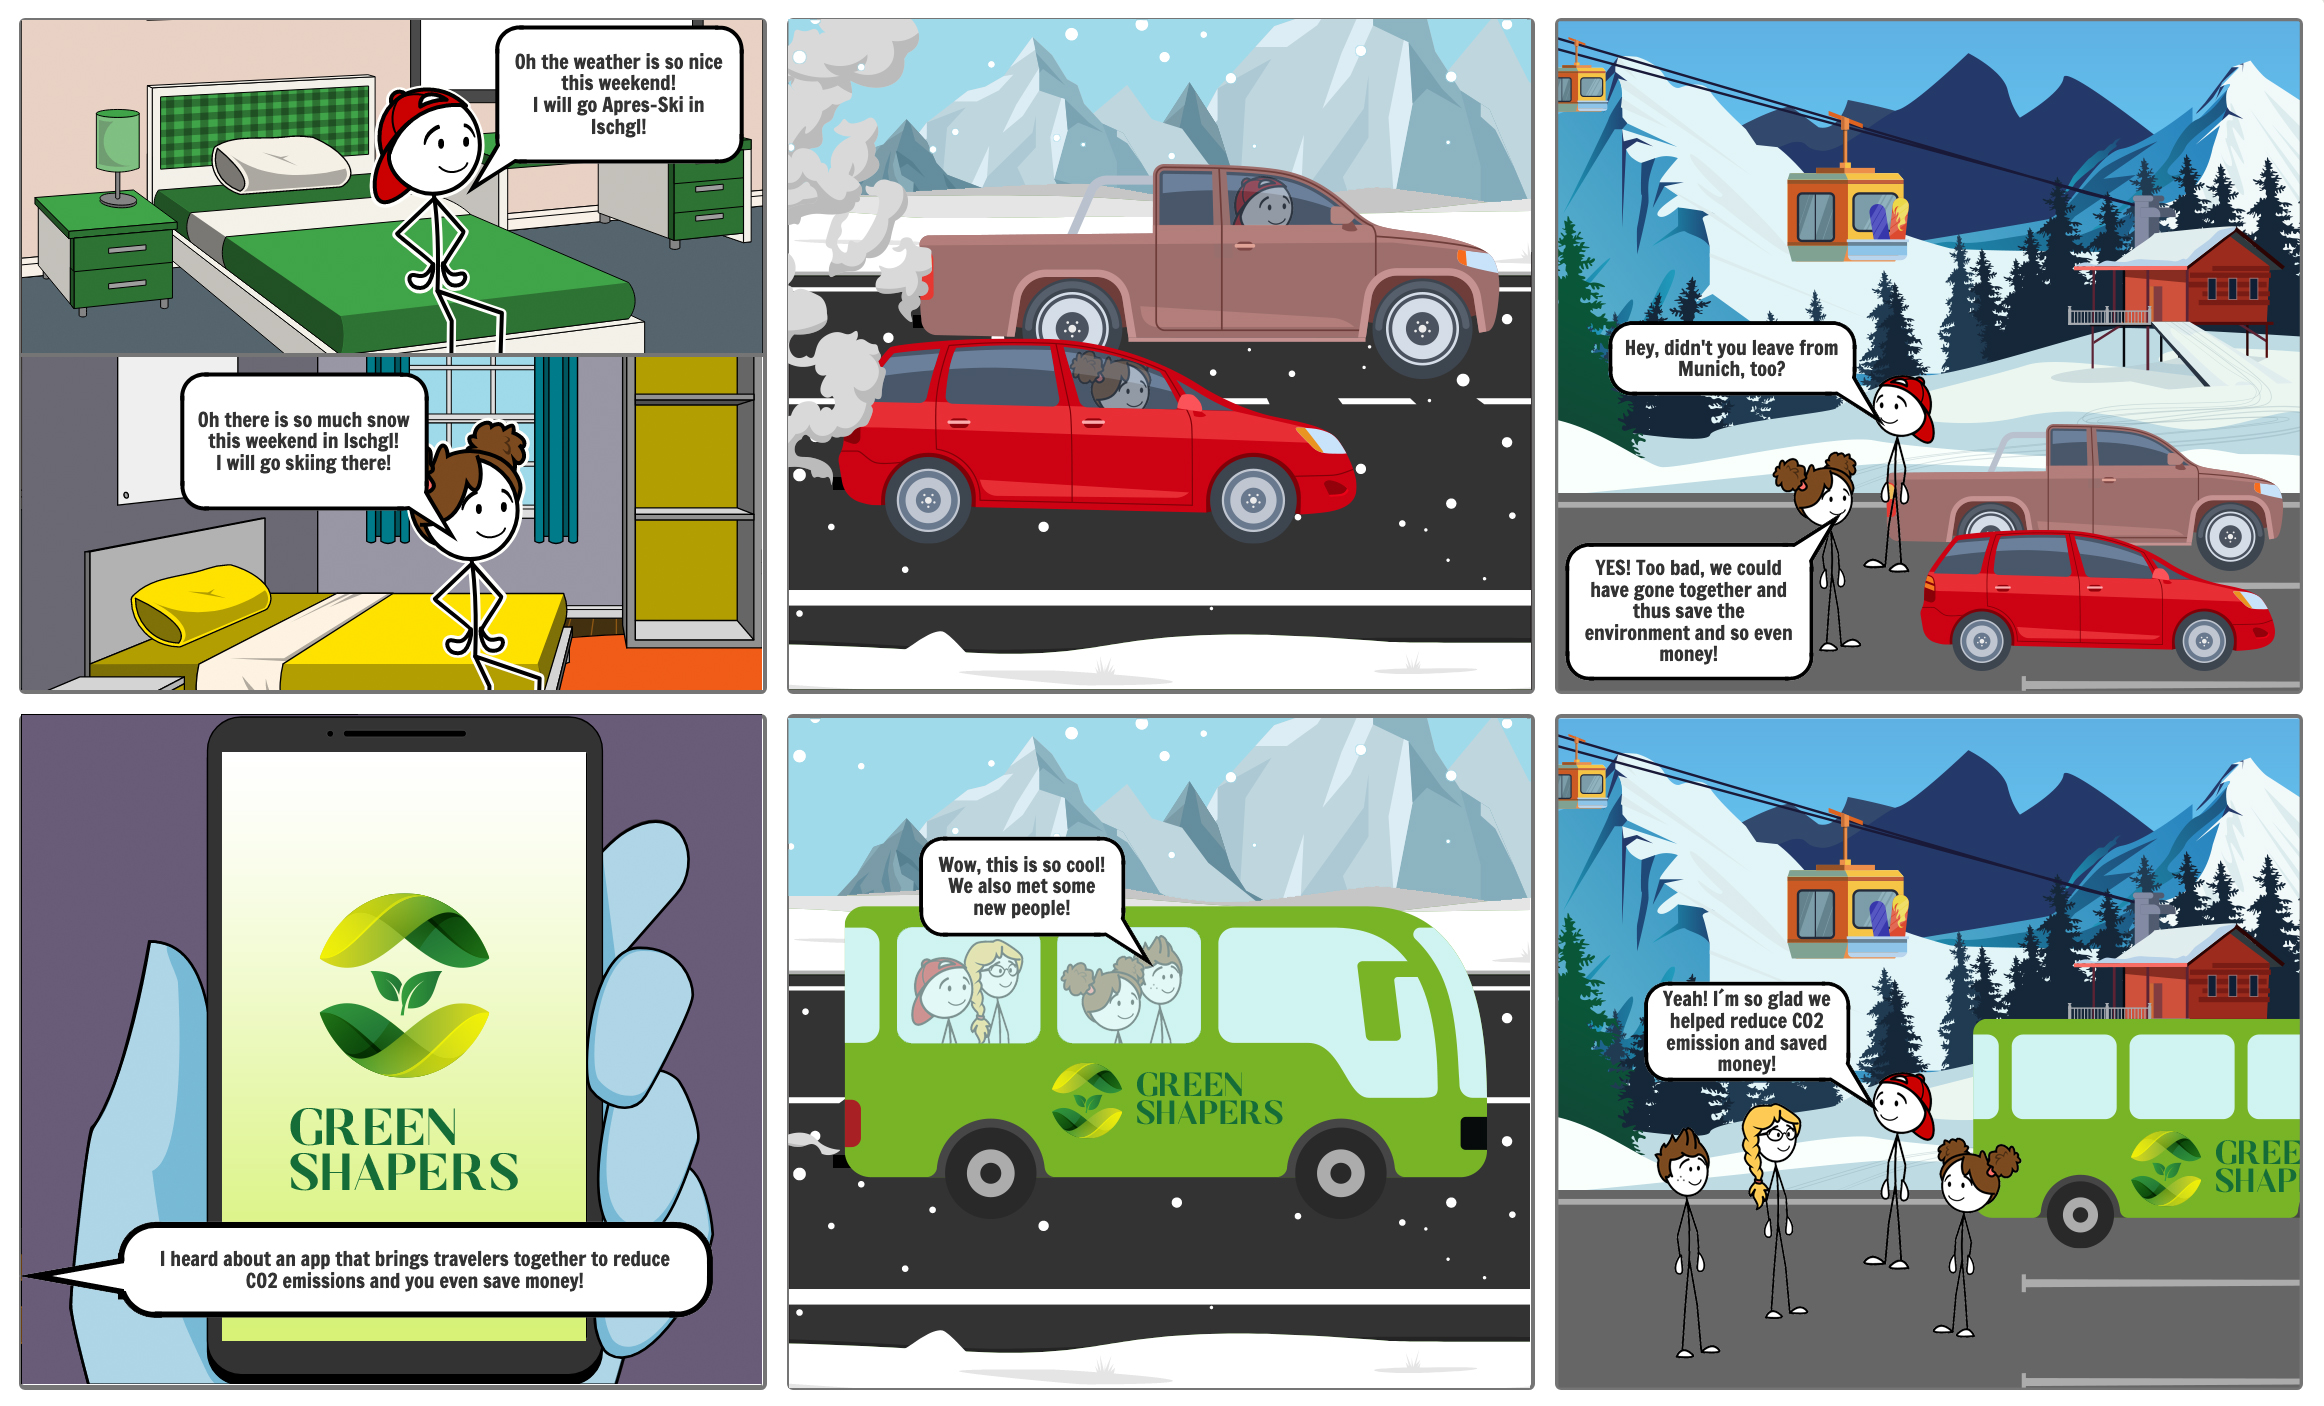 Oh the weather is so nice
this weekend!
I will go Apres-Ski in
Ischgl!
Oh there is so much snow
this weekend in Ischgl!
I will go skiing there!
Hey, didn't you leave from
Munich, too?
YES! Too bad, we could
have gone together and
thus save the
environment and so even
money!
GREEN
SHAPERS
I heard about an app that brings travelers together to reduce
CO2 emissions and you even save money!
Wow, this is so cool!
We also met some
new people!
GREEN
SHAPERS
Yeah! I´m so glad we
helped reduce CO2
emission and saved
money!
GREE
SHAP